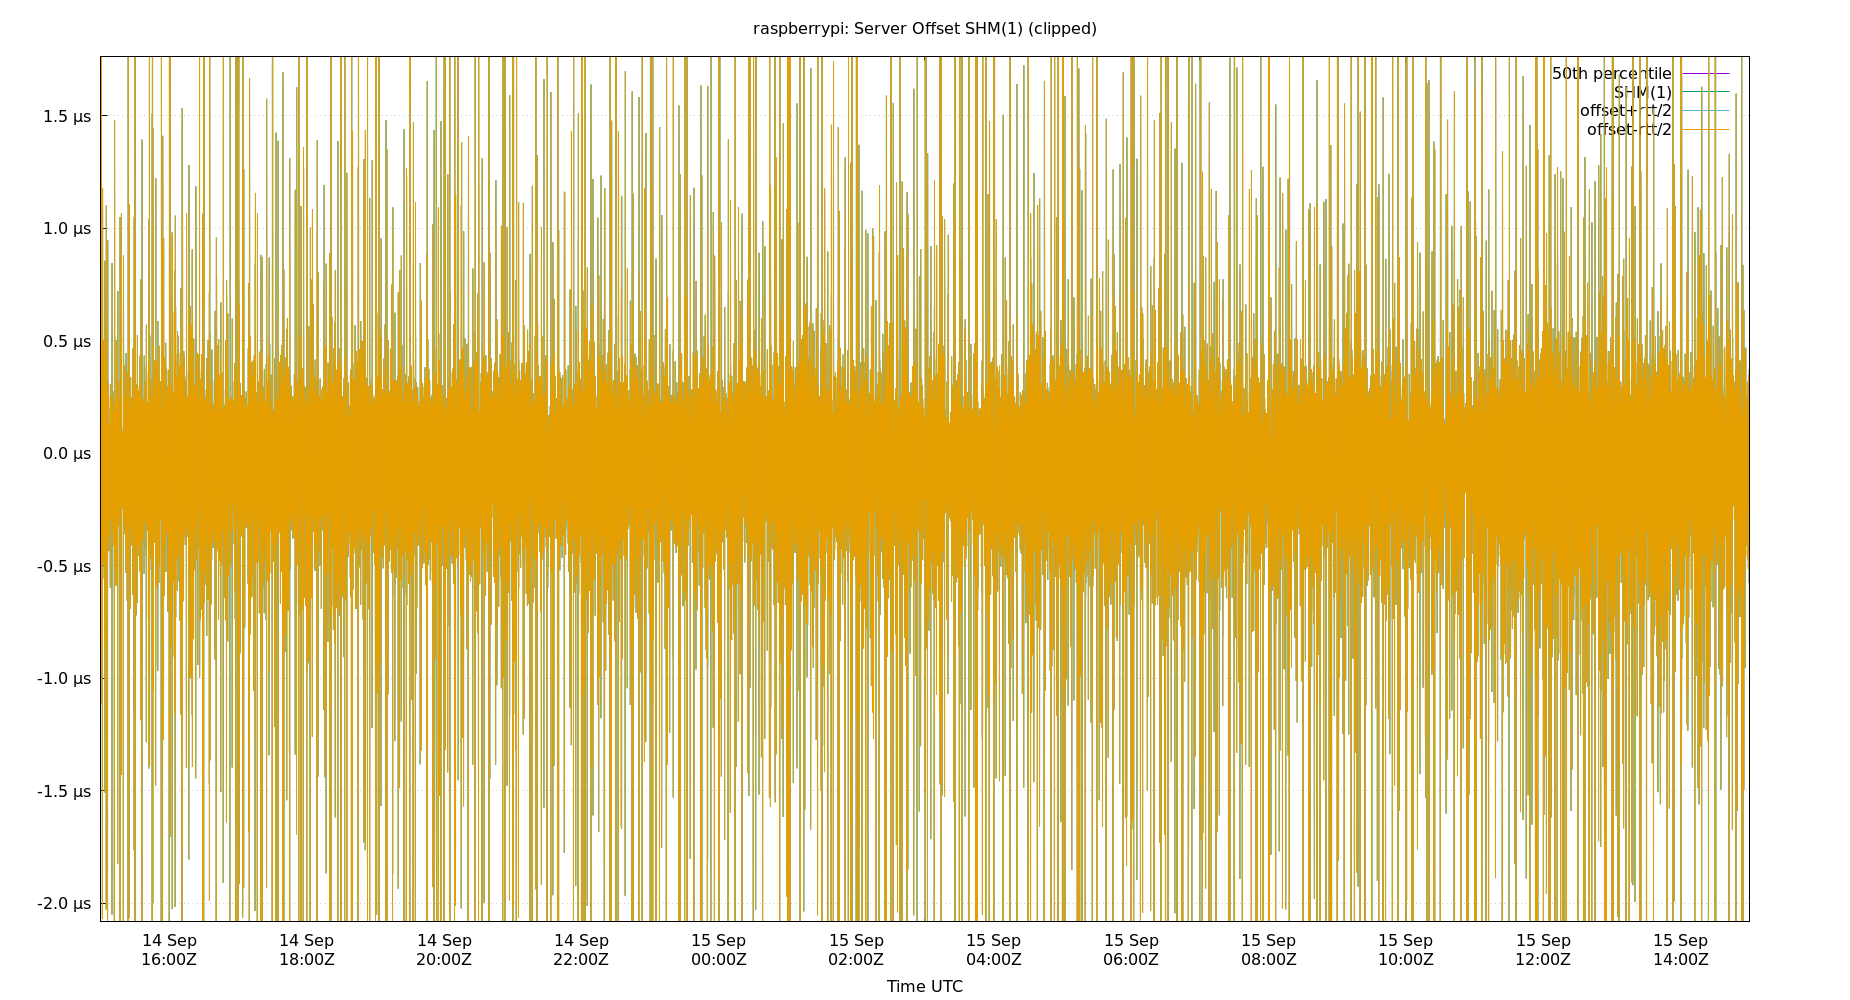 raspberrypi: Server Offset SHM(1) (clipped)
50th percentile
SHM(1)
offset+rtt/2
offset-rtt/2
1.5 µs
1.0 µs
0.5 µs
0.0 µs
-0.5 µs
-1.0 µs
-1.5 µs
-2.0 µs
14 Sep 14 Sep 14 Sep 14 Sep 15 Sep 15 Sep 15 Sep 15 Sep 15 Sep 15 Sep 15 Sep 15 Sep
16:00Z 18:00Z 20:00Z 22:00Z 00:00Z 02:00Z 04:00Z 06:00Z 08:00Z 10:00Z 12:00Z 14:00Z
Time UTC